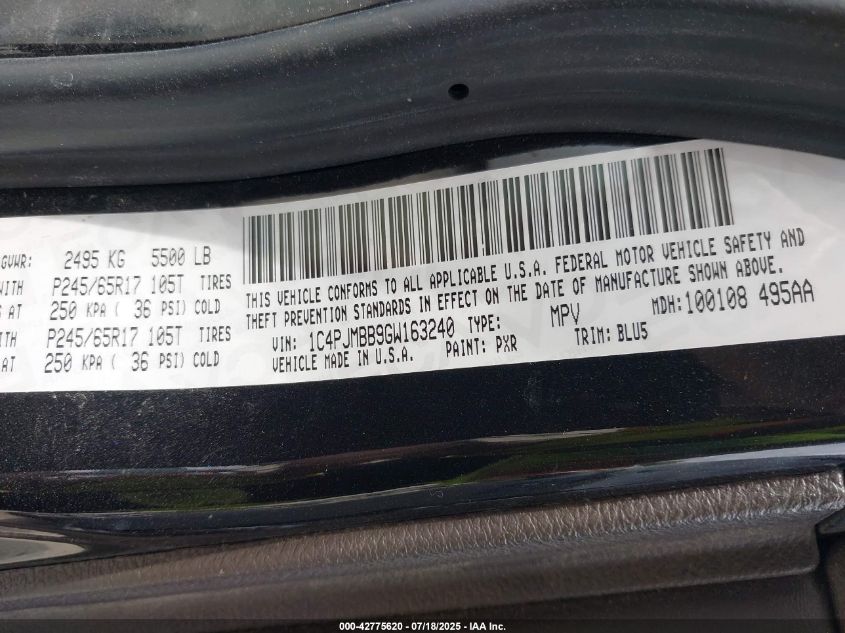 GVWR: 2495 KG 5500 LB
WITH P245/65R17 105T TIRES
AT 250 KPA ( 36 PSI) COLD
WITH P245/65R17 105T TIRES
AT 250 KPA ( 36 PSI) COLD
THIS VEHICLE CONFORMS TO ALL APPLICABLE U.S.A. FEDERAL MOTOR VEHICLE SAFETY AND
THEFT PREVENTION STANDARDS IN EFFECT ON THE DATE OF MANUFACTURE SHOWN ABOVE.
VIN: 1C4PJMBB9GW163240 TYPE: MPV MDH:100108 495AA
VEHICLE MADE IN U.S.A. PAINT: PXR TRIM: BLU5
000-42775620 - 07/18/2025 - IAA Inc.